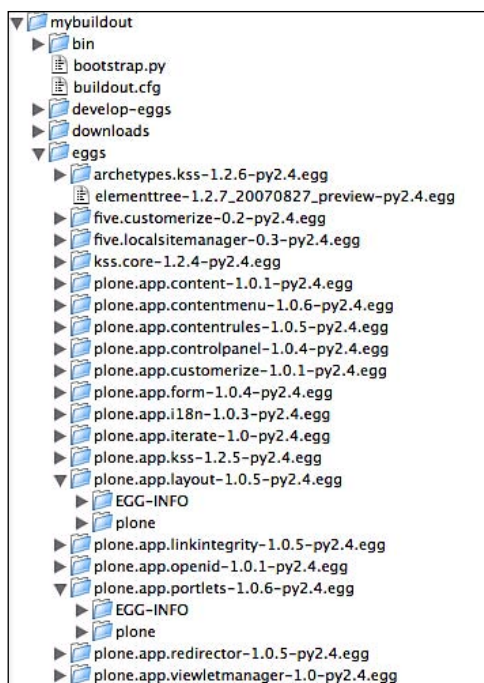 mybuildout
bin
bootstrap.py
buildout.cfg
develop-eggs
downloads
eggs
archetypes.kss-1.2.6-py2.4.egg
elementtree-1.2.7_20070827_preview-py2.4.egg
five.customerize-0.2-py2.4.egg
five.localsitemanager-0.3-py2.4.egg
kss.core-1.2.4-py2.4.egg
plone.app.content-1.0.1-py2.4.egg
plone.app.contentmenu-1.0.6-py2.4.egg
plone.app.contentrules-1.0.5-py2.4.egg
plone.app.controlpanel-1.0.4-py2.4.egg
plone.app.customerize-1.0.1-py2.4.egg
plone.app.form-1.0.4-py2.4.egg
plone.app.i18n-1.0.3-py2.4.egg
plone.app.iterate-1.0-py2.4.egg
plone.app.kss-1.2.5-py2.4.egg
plone.app.layout-1.0.5-py2.4.egg
EGG-INFO
plone
plone.app.linkintegrity-1.0.5-py2.4.egg
plone.app.openid-1.0.1-py2.4.egg
plone.app.portlets-1.0.6-py2.4.egg
EGG-INFO
plone
plone.app.redirector-1.0.5-py2.4.egg
plone.app.viewletmanager-1.0-py2.4.egg